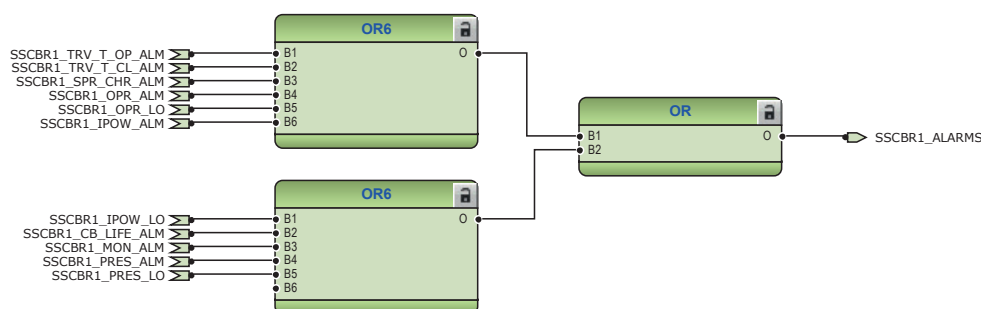 OR6
SSCBR1_TRV_T_OP_ALM B1 O
SSCBR1_TRV_T_CL_ALM B2
SSCBR1_SPR_CHR_ALM B3
SSCBR1_OPR_ALM B4
SSCBR1_OPR_LO B5
SSCBR1_IPOW_ALM B6
OR
B1 O SSCBR1_ALARMS
B2
OR6
SSCBR1_IPOW_LO B1 O
SSCBR1_CB_LIFE_ALM B2
SSCBR1_MON_ALM B3
SSCBR1_PRES_ALM B4
SSCBR1_PRES_LO B5
B6